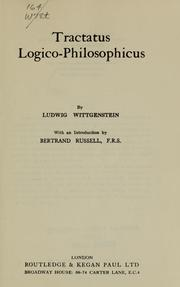 Tractatus
Logico-Philosophicus
By
LUDWIG WITTGENSTEIN
With an Introduction by
BERTRAND RUSSELL, F.R.S.
LONDON
ROUTLEDGE & KEGAN PAUL LTD
BROADWAY HOUSE: 68-74 CARTER LANE, E.C.4